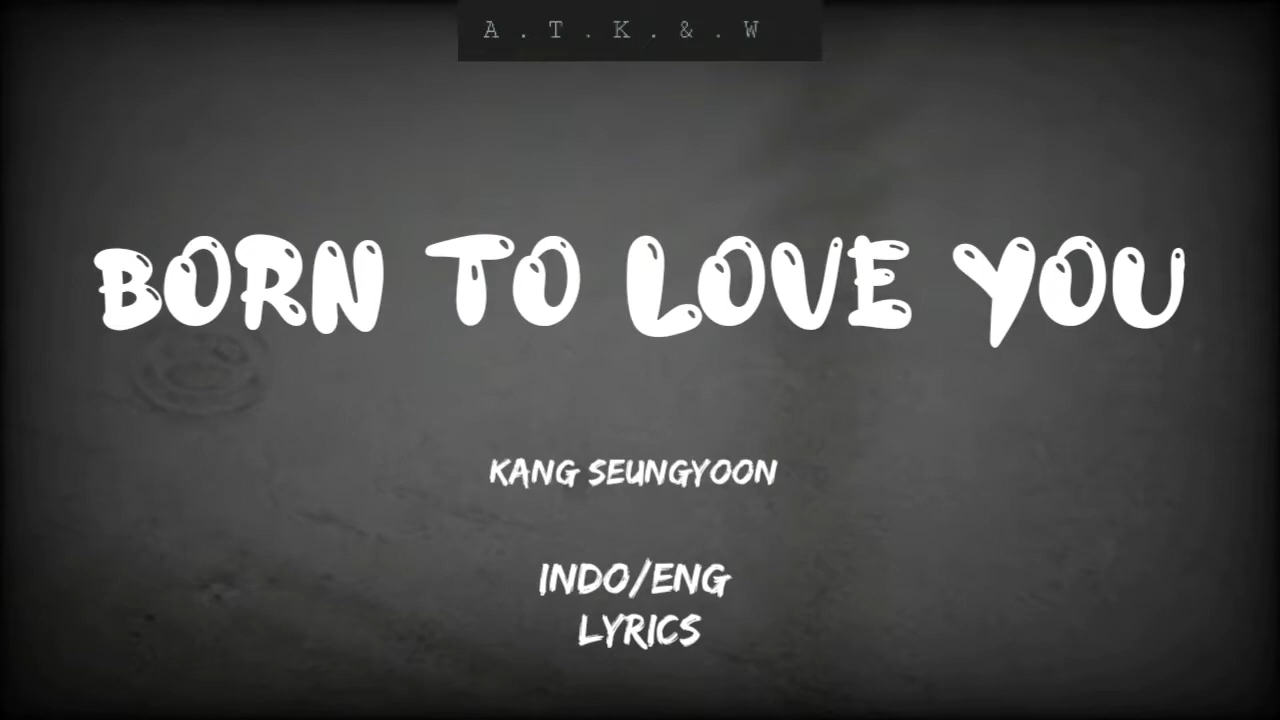 A . T . K . & . W
BORN TO LOVE YOU
KANG SEUNGYOON
INDO/ENG
LYRICS